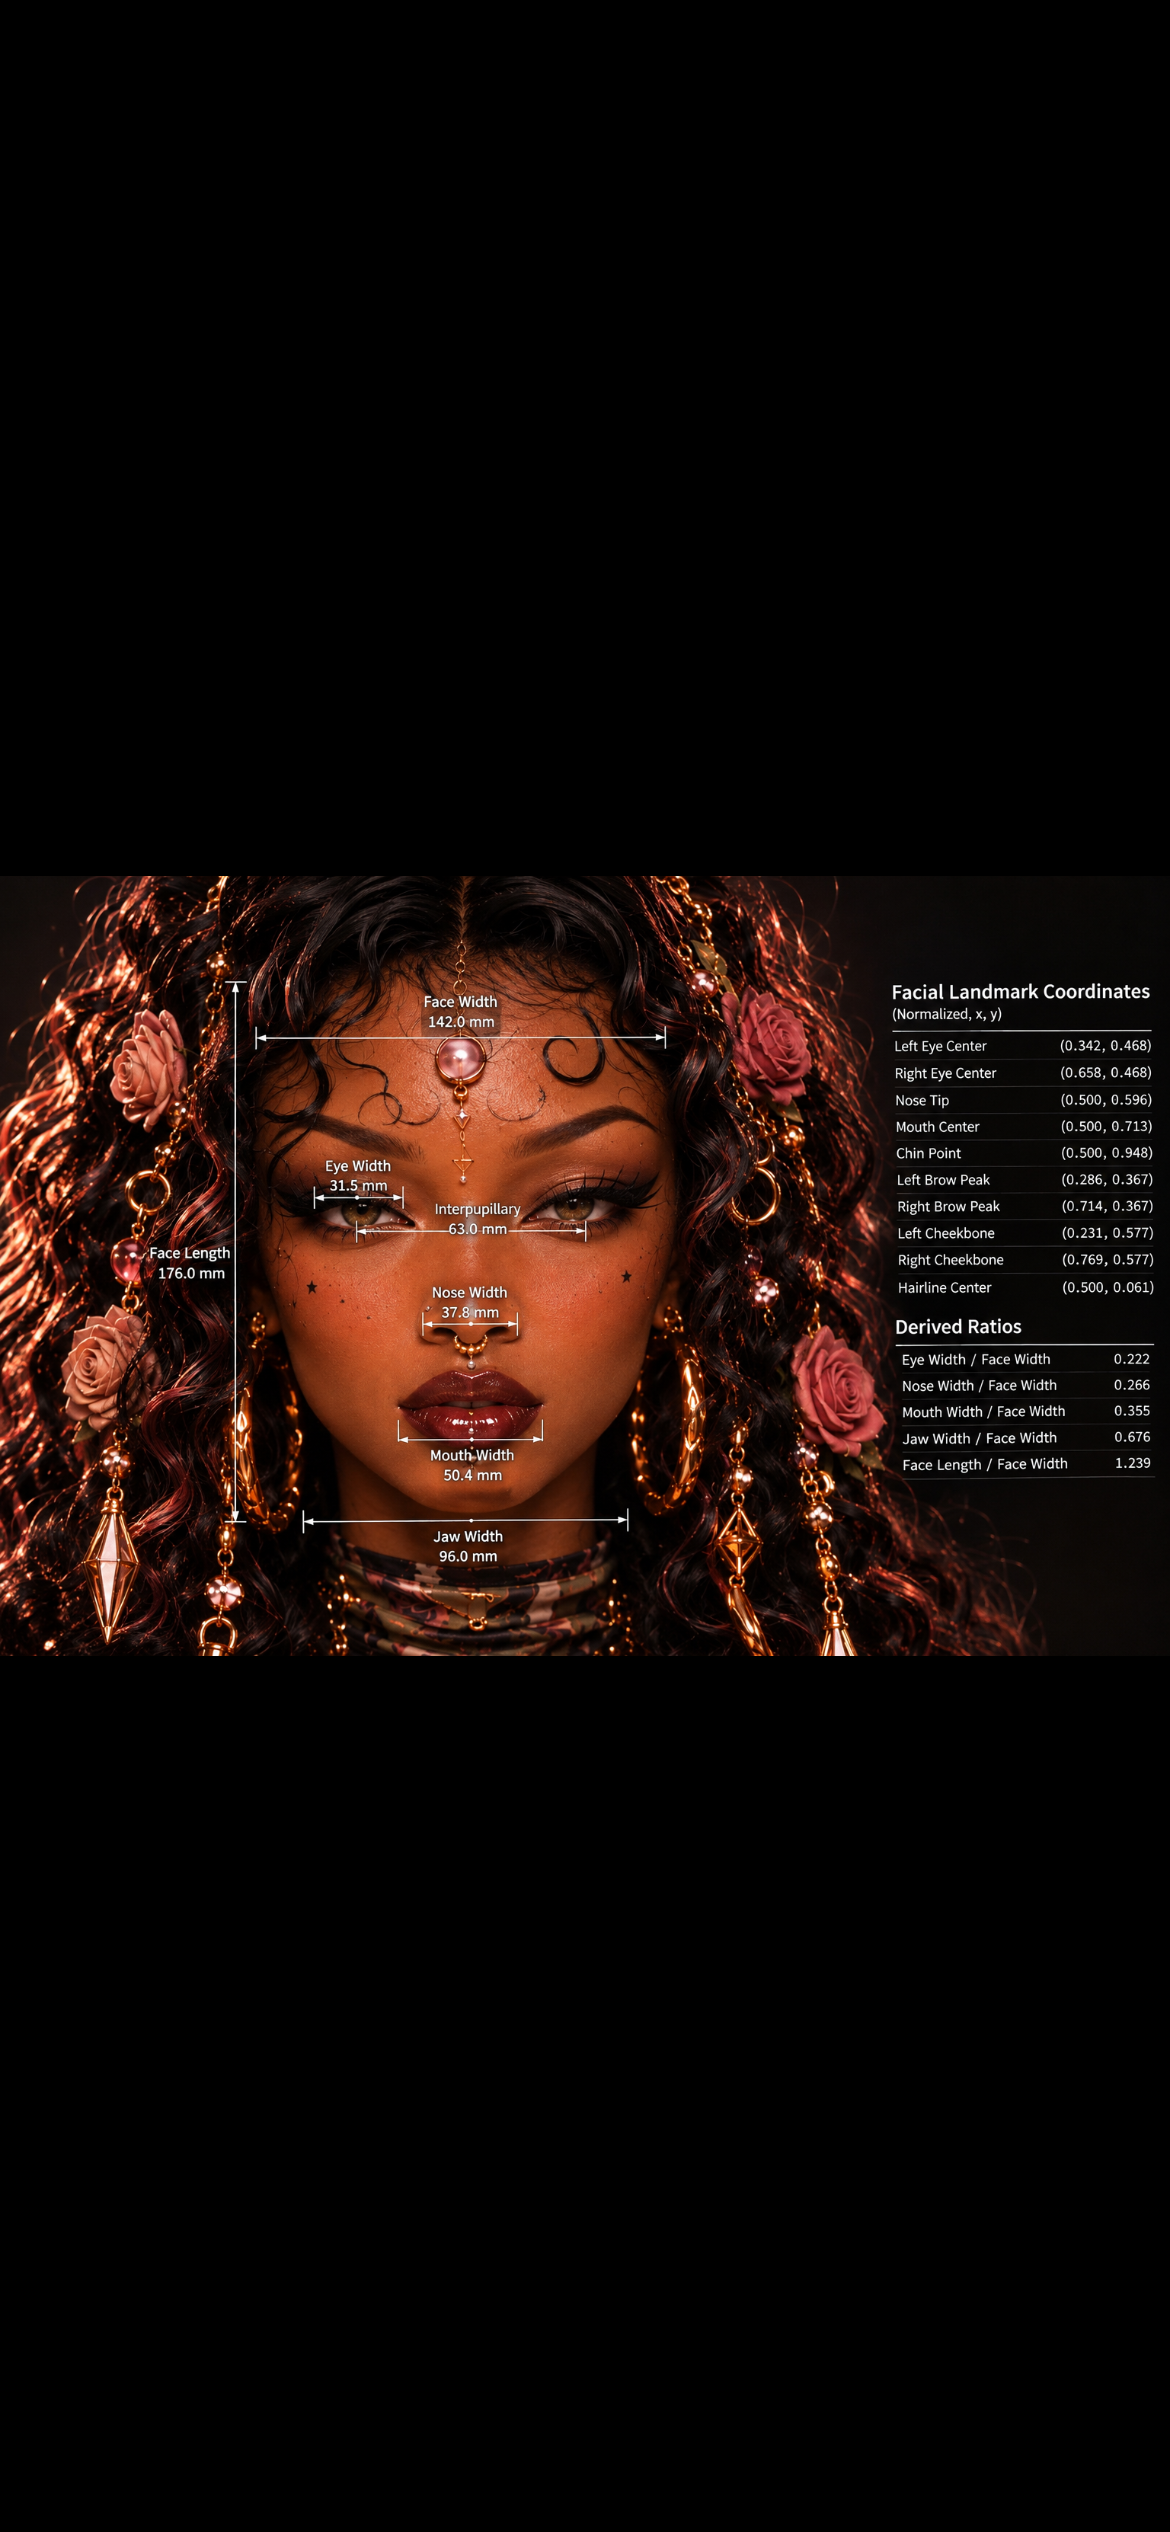 Face Width
142.0 mm
Eye Width
31.5 mm
Interpupillary
63.0 mm
Face Length
176.0 mm
Nose Width
37.8 mm
Mouth Width
50.4 mm
Jaw Width
96.0 mm
Facial Landmark Coordinates
(Normalized, x, y)
Left Eye Center (0.342, 0.468)
Right Eye Center (0.658, 0.468)
Nose Tip (0.500, 0.596)
Mouth Center (0.500, 0.713)
Chin Point (0.500, 0.948)
Left Brow Peak (0.286, 0.367)
Right Brow Peak (0.714, 0.367)
Left Cheekbone (0.231, 0.577)
Right Cheekbone (0.769, 0.577)
Hairline Center (0.500, 0.061)
Derived Ratios
Eye Width / Face Width 0.222
Nose Width / Face Width 0.266
Mouth Width / Face Width 0.355
Jaw Width / Face Width 0.676
Face Length / Face Width 1.239